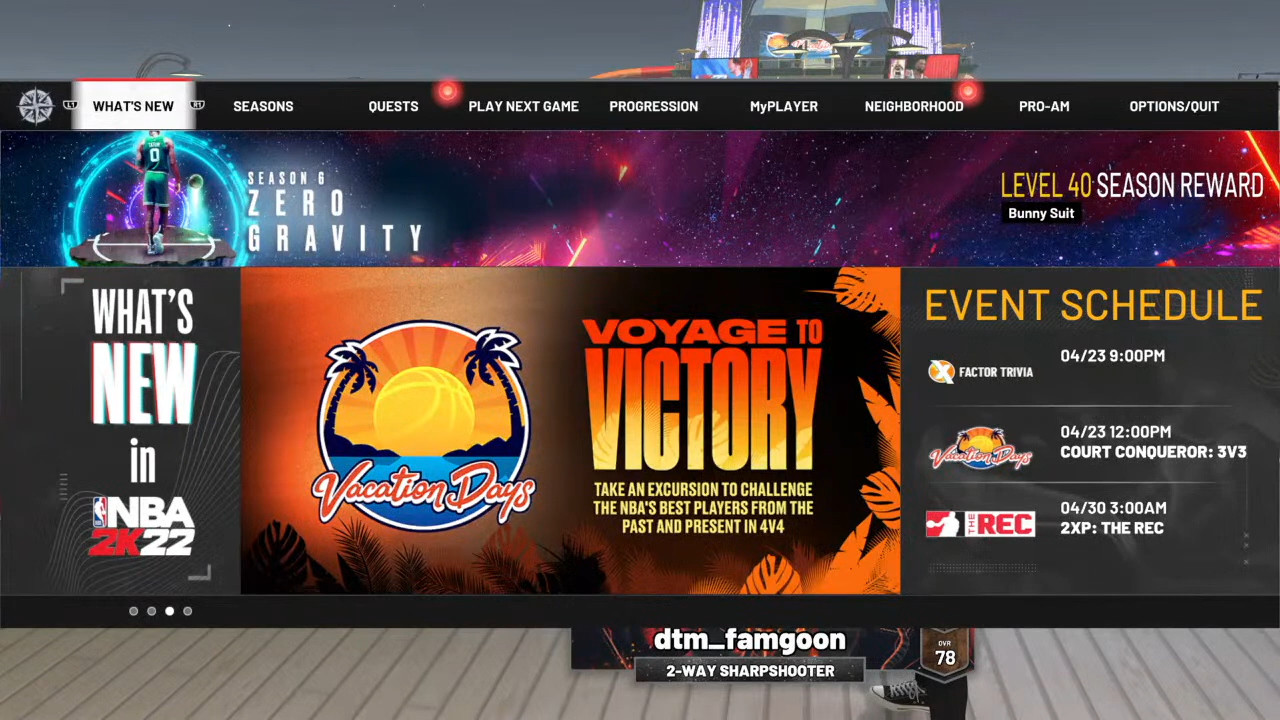 L1 WHAT'S NEW R1 SEASONS QUESTS PLAY NEXT GAME PROGRESSION MyPLAYER NEIGHBORHOOD PRO-AM OPTIONS/QUIT
TATUM
0
SEASON 6
ZERO
GRAVITY
LEVEL 40 SEASON REWARD
Bunny Suit
WHAT'S
NEW
in
NBA
2K22
Vacation Days
VOYAGE TO
VICTORY
TAKE AN EXCURSION TO CHALLENGE
THE NBA'S BEST PLAYERS FROM THE
PAST AND PRESENT IN 4V4
EVENT SCHEDULE
X FACTOR TRIVIA
04/23 9:00PM
Vacation Days
04/23 12:00PM
COURT CONQUEROR: 3V3
THE REC
04/30 3:00AM
2XP: THE REC
dtm_famgoon
2-WAY SHARPSHOOTER
OVR
78